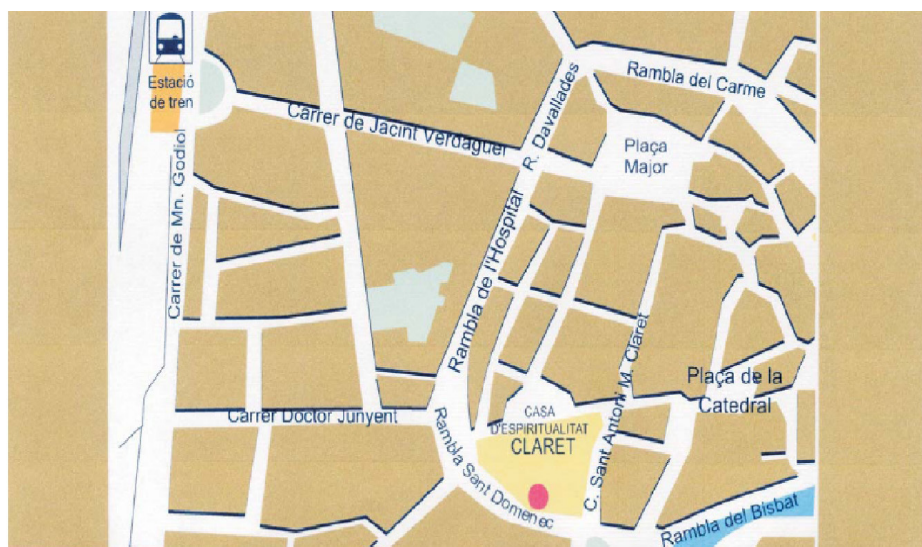 Estació
de tren
Rambla del Carme
Carrer de Jacint Verdaguer
R. Davallades
Plaça
Major
Carrer de Mn. Godiol
Rambla de l'Hospital
C. Sant Antoni M. Claret
Plaça de la
Catedral
Carrer Doctor Junyent
CASA
D'ESPIRITUALITAT
CLARET
Rambla Sant Domènec
Rambla del Bisbat